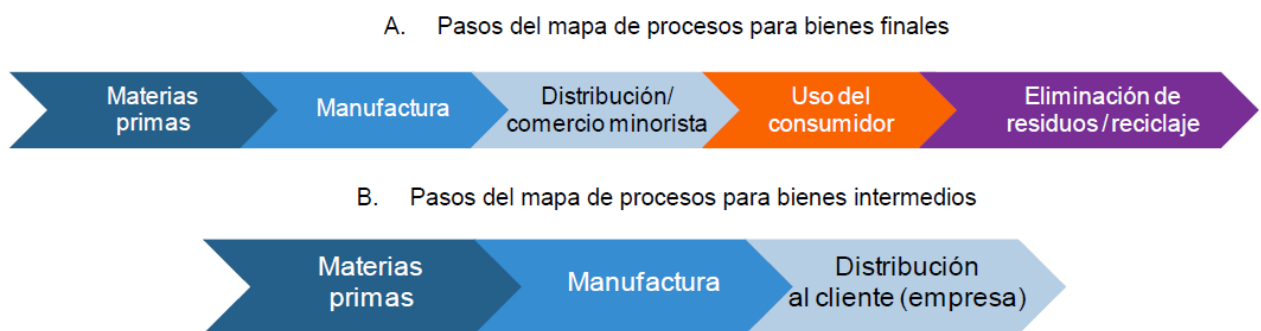 A. Pasos del mapa de procesos para bienes finales
Materias
primas
Manufactura
Distribución/
comercio minorista
Uso del
consumidor
Eliminación de
residuos / reciclaje
B. Pasos del mapa de procesos para bienes intermedios
Materias
primas
Manufactura
Distribución
al cliente (empresa)